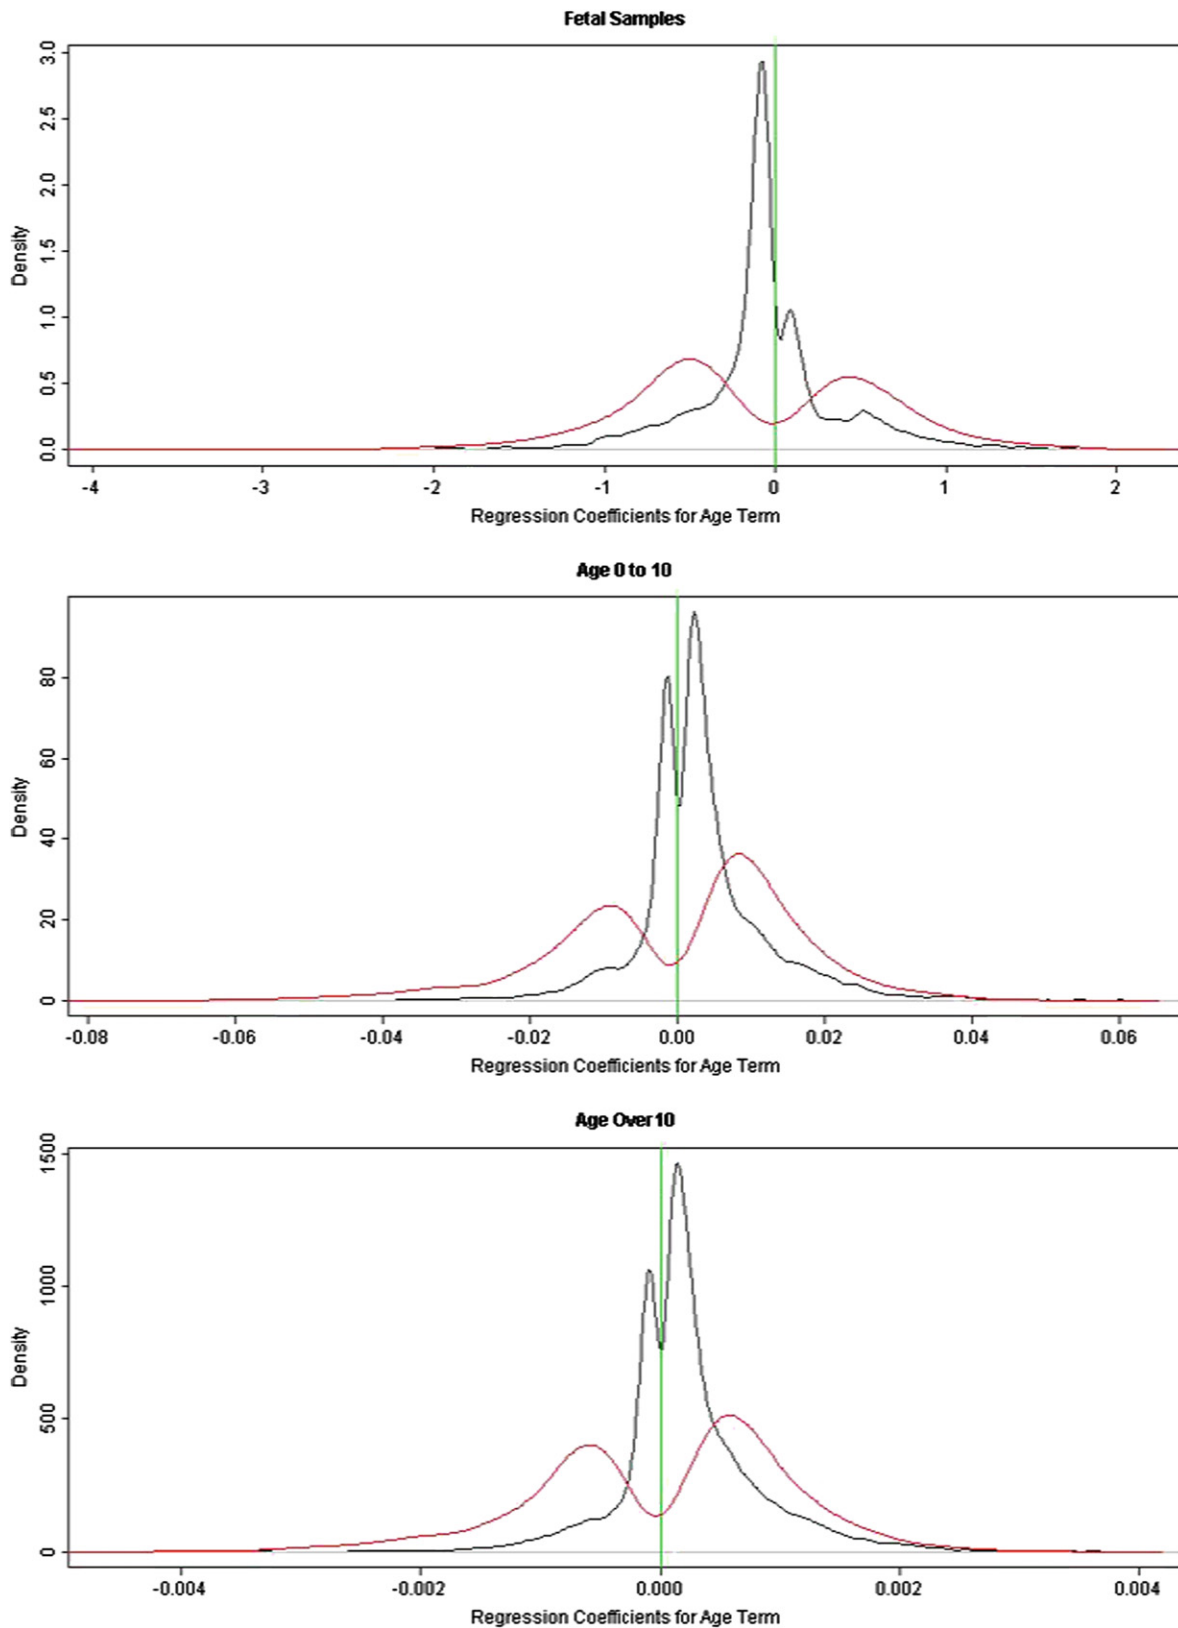 Fetal Samples
Density
0.0 0.5 1.0 1.5 2.0 2.5 3.0
-4 -3 -2 -1 0 1 2
Regression Coefficients for Age Term
Age 0 to 10
Density
0 20 40 60 80
-0.08 -0.06 -0.04 -0.02 0.00 0.02 0.04 0.06
Regression Coefficients for Age Term
Age Over 10
Density
0 500 1000 1500
-0.004 -0.002 0.000 0.002 0.004
Regression Coefficients for Age Term